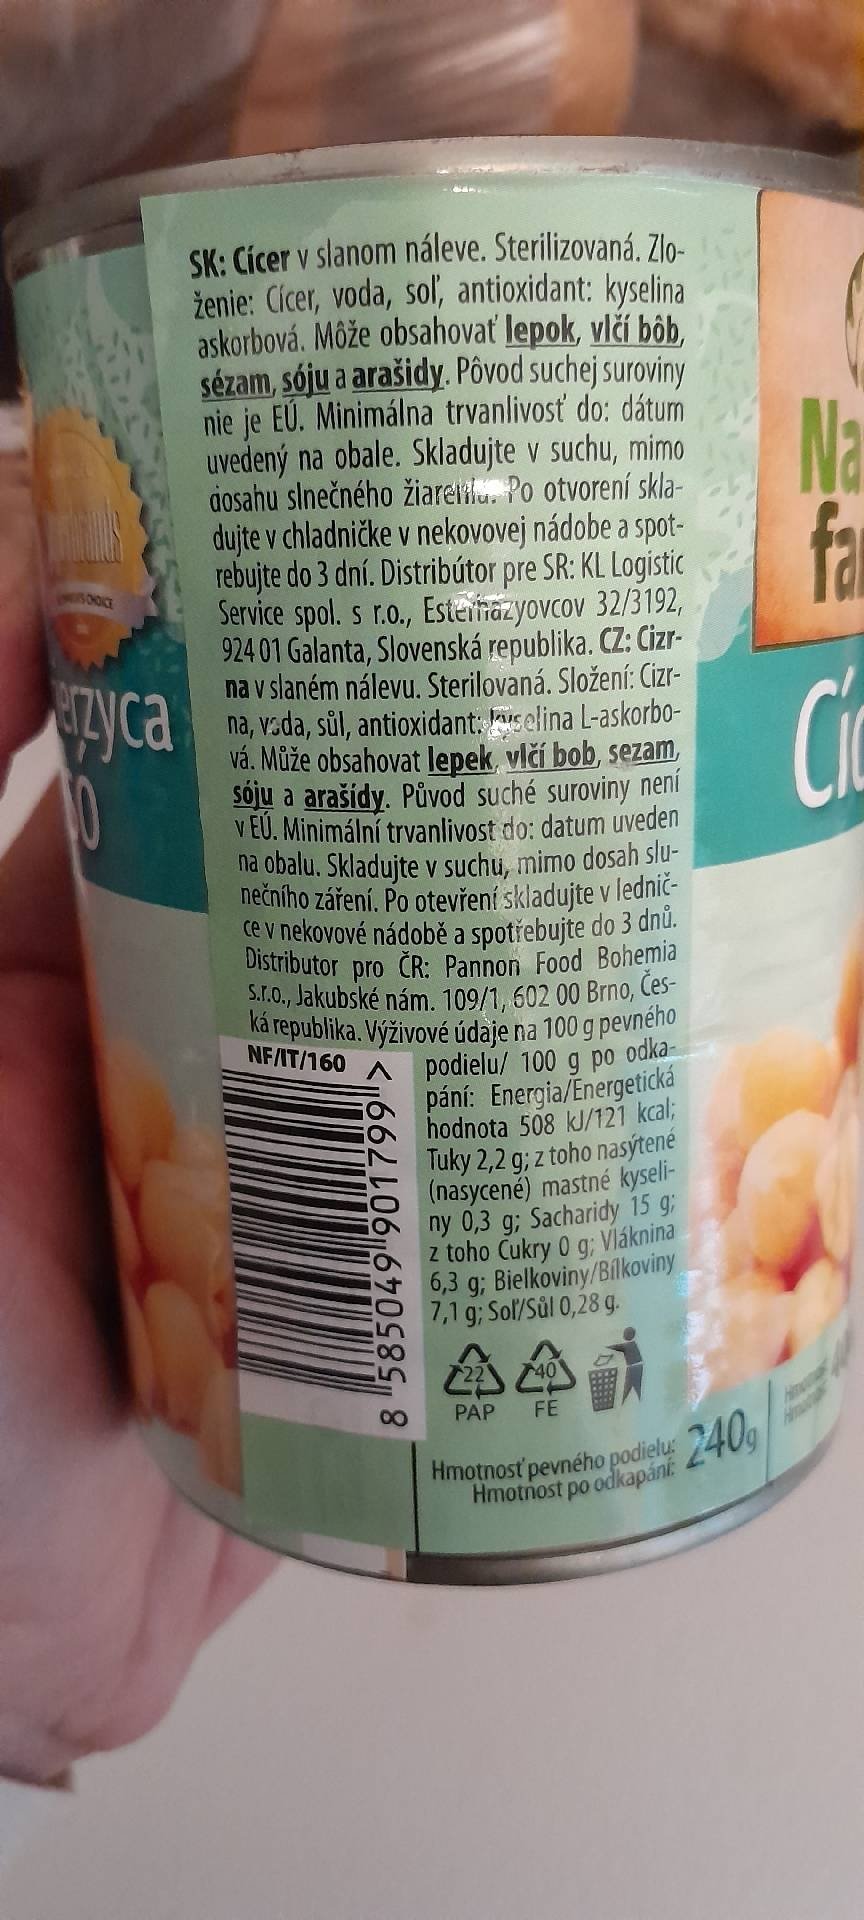 SK: Cícer v slanom náleve. Sterilizovaná. Zlo-
ženie: Cícer, voda, soľ, antioxidant: kyselina
askorbová. Môže obsahovať lepok, vlčí bôb,
sézam, sóju a arašidy. Pôvod suchej suroviny
nie je EÚ. Minimálna trvanlivosť do: dátum
uvedený na obale. Skladujte v suchu, mimo
dosahu slnečného žiarenia. Po otvorení skla-
dujte v chladničke v nekovovej nádobe a spot-
rebujte do 3 dní. Distribútor pre SR: KL Logistic
Service spol. s r.o., Esterházyovcov 32/3192,
924 01 Galanta, Slovenská republika. CZ: Cizr-
na v slaném nálevu. Sterilovaná. Složení: Cizr-
na, voda, sůl, antioxidant: kyselina L-askorbo-
vá. Může obsahovat lepek, vlčí bob, sezam,
sóju a arašídy. Původ suché suroviny není
v EÚ. Minimální trvanlivost do: datum uveden
na obalu. Skladujte v suchu, mimo dosah slu-
nečního záření. Po otevření skladujte v lednič-
ce v nekovové nádobě a spotřebujte do 3 dnů.
Distributor pro ČR: Pannon Food Bohemia
s.r.o., Jakubské nám. 109/1, 602 00 Brno, Čes-
ká republika. Výživové údaje na 100 g pevného
podielu/ 100 g po odka-
pání: Energia/Energetická
hodnota 508 kJ/121 kcal;
Tuky 2,2 g; z toho nasýtené
(nasycené) mastné kyseli-
ny 0,3 g; Sacharidy 15 g;
z toho Cukry 0 g; Vláknina
6,3 g; Bielkoviny/Bílkoviny
7,1 g; Soľ/Sůl 0,28 g.
NF/IT/160
8 585049 901799 >
22 40
PAP FE
Hmotnosť pevného podielu:
Hmotnost po odkapání: 240g
CHOICE
erzyca
Na
fa
Cíc